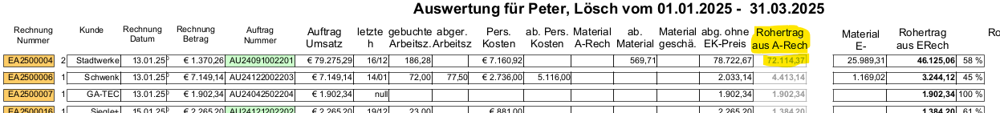 Auswertung für Peter, Lösch vom 01.01.2025 - 31.03.2025
Rechnung Nummer Kunde Rechnung Datum Rechnung Betrag Auftrag Nummer Auftrag Umsatz letzte h gebuchte Arbeitsz. abger. Arbeitsz Pers. Kosten ab. Pers. Kosten Material A-Rech ab. Material Material geschä. abg. ohne EK-Preis Rohertrag aus A-Rech Material E- Rohertrag aus ERech Ro
EA2500004 2 Stadtwerke 13.01.25 € 1.370,26 AU24091002201 € 79.275,29 16/12 186,28 € 7.160,92 569,71 78.722,67 72.114,37 25.989,31 46.125,06 58 %
EA2500006 1 Schwenk 13.01.25 € 7.149,14 AU24122002203 € 7.149,14 14/01 72,00 77,50 € 2.736,00 5.116,00 2.033,14 4.413,14 1.169,02 3.244,12 45 %
EA2500007 1 GA-TEC 13.01.25 € 1.902,34 AU24042502204 € 1.902,34 null 1.902,34 1.902,34 1.902,34 100 %
EA2500016 1 Siegle+ 15.01.25 € 2.265,20 AU24121202202 € 2.265,20 19/12 23,00 € 881,00 2.265,20 1.384,20 1.384,20 61 %